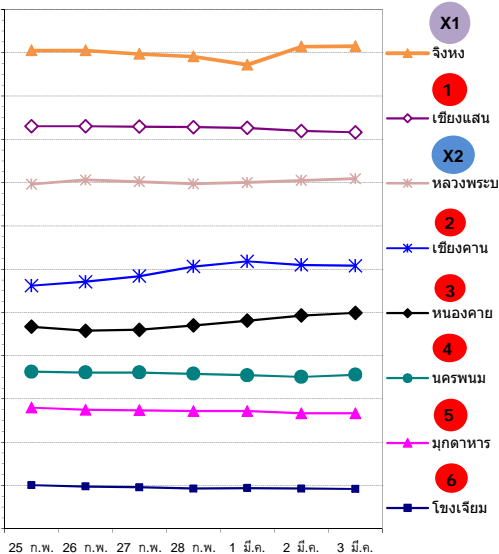 X1
จิงหง
1
เชียงแสน
X2
หลวงพระบ
2
เชียงคาน
3
หนองคาย
4
นครพนม
5
มุกดาหาร
6
โขงเจียม
25 ก.พ. 26 ก.พ. 27 ก.พ. 28 ก.พ. 1 มี.ค. 2 มี.ค. 3 มี.ค.